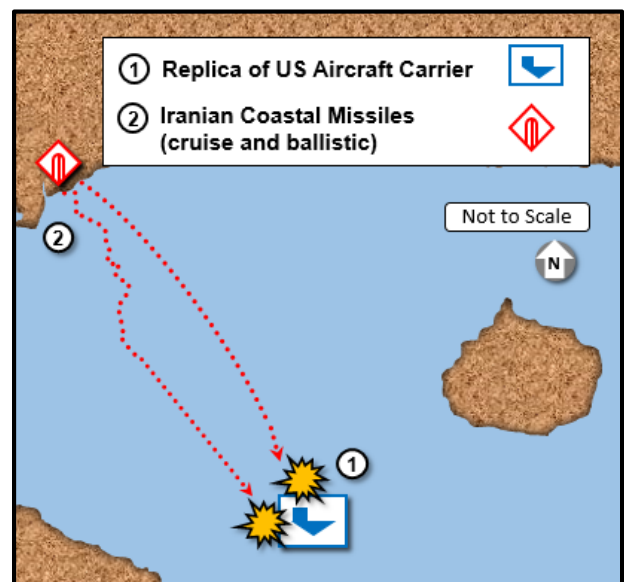 1 Replica of US Aircraft Carrier
2 Iranian Coastal Missiles
(cruise and ballistic)
Not to Scale
N
2
1